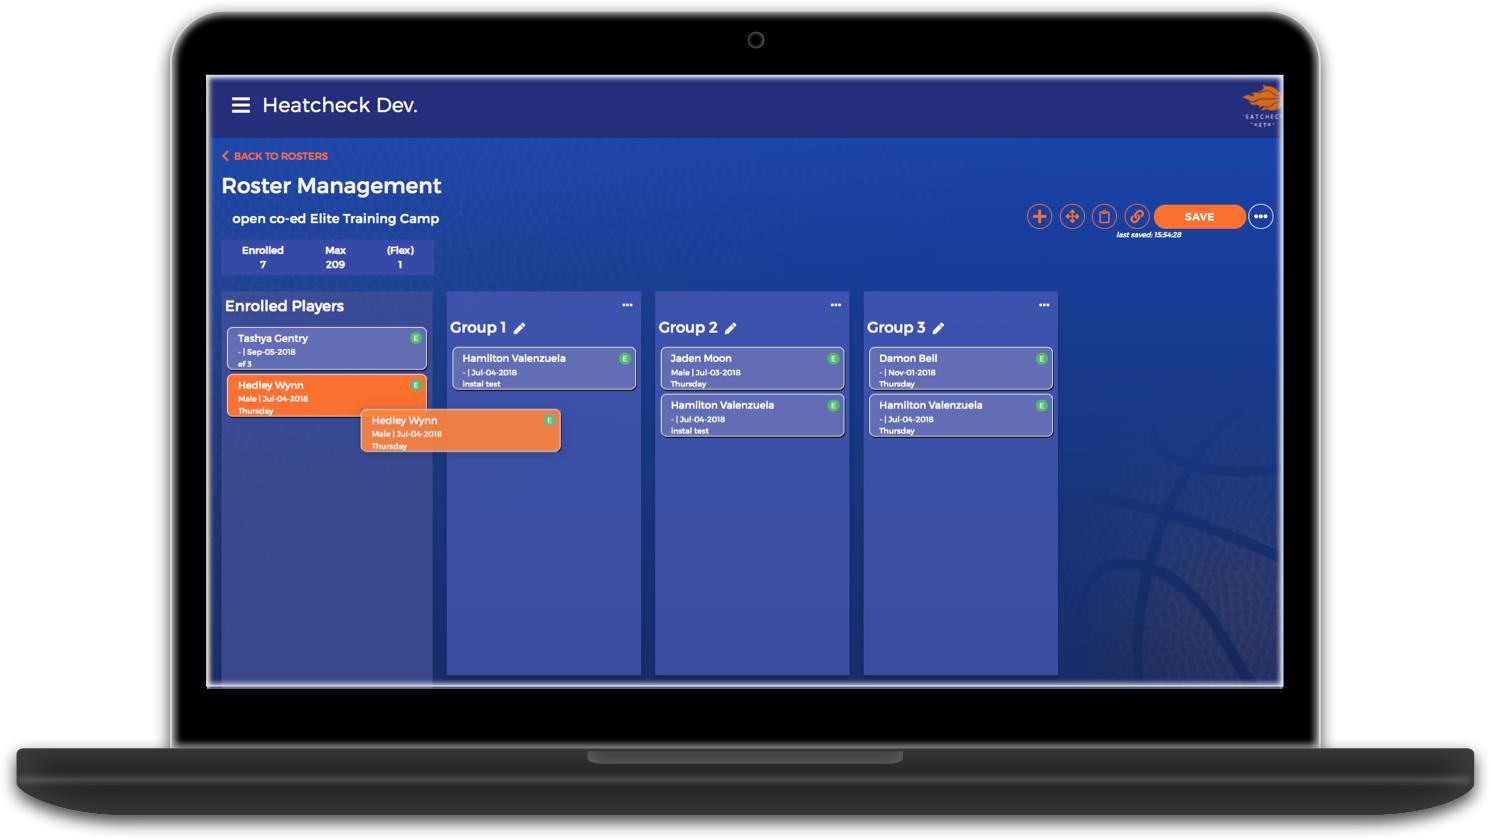 Heatcheck Dev.
BACK TO ROSTERS
Roster Management
open co-ed Elite Training Camp
SAVE
last saved: 15:54:28
Enrolled Max (Flex)
7 209 1
Enrolled Players
Tashya Gentry E
- | Sep-05-2018
ef 3
Hedley Wynn E
Male | Jul-04-2018
Thursday
Hedley Wynn E
Male | Jul-04-2018
Thursday
Group 1
Hamilton Valenzuela E
- | Jul-04-2018
instal test
Group 2
Jaden Moon E
Male | Jul-03-2018
Thursday
Hamilton Valenzuela E
- | Jul-04-2018
instal test
Group 3
Damon Bell E
- | Nov-01-2018
Thursday
Hamilton Valenzuela E
- | Jul-04-2018
Thursday